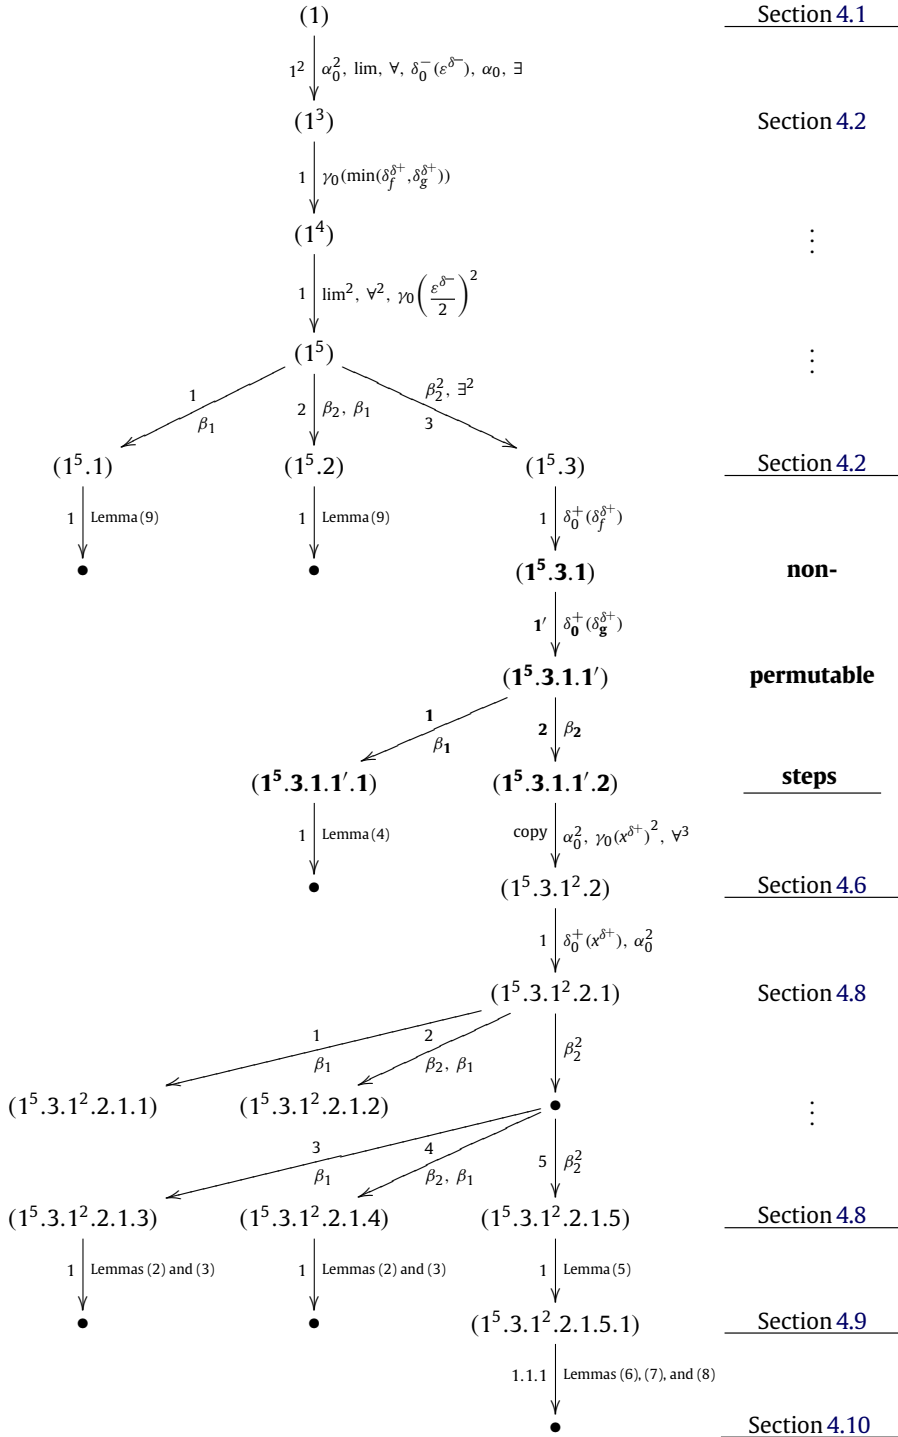 (1) Section 4.1
1² α₀², lim, ∀, δ₀⁻(ε^{δ⁻}), α₀, ∃
(1³) Section 4.2
1 γ₀(min(δ_f^{δ+}, δ_g^{δ+}))
(1⁴) ⋮
1 lim², ∀², γ₀(ε^{δ⁻}/2)²
(1⁵) ⋮
1 β₁ 2 β₂, β₁ β₂², ∃² 3
(1⁵.1) (1⁵.2) (1⁵.3) Section 4.2
1 Lemma (9) 1 Lemma (9) 1 δ₀⁺(δ_f^{δ+})
• • (1⁵.3.1) non-
1′ δ₀⁺(δ_g^{δ+})
(1⁵.3.1.1′) permutable
1 β₁ 2 β₂
(1⁵.3.1.1′.1) (1⁵.3.1.1′.2) steps
1 Lemma (4) copy α₀², γ₀(x^{δ+})², ∀³
• (1⁵.3.1².2) Section 4.6
1 δ₀⁺(x^{δ+}), α₀²
(1⁵.3.1².2.1) Section 4.8
1 β₁ 2 β₂, β₁ β₂²
(1⁵.3.1².2.1.1) (1⁵.3.1².2.1.2) • ⋮
3 β₁ 4 β₂, β₁ 5 β₂²
(1⁵.3.1².2.1.3) (1⁵.3.1².2.1.4) (1⁵.3.1².2.1.5) Section 4.8
1 Lemmas (2) and (3) 1 Lemmas (2) and (3) 1 Lemma (5)
• • (1⁵.3.1².2.1.5.1) Section 4.9
1.1.1 Lemmas (6), (7), and (8)
• Section 4.10